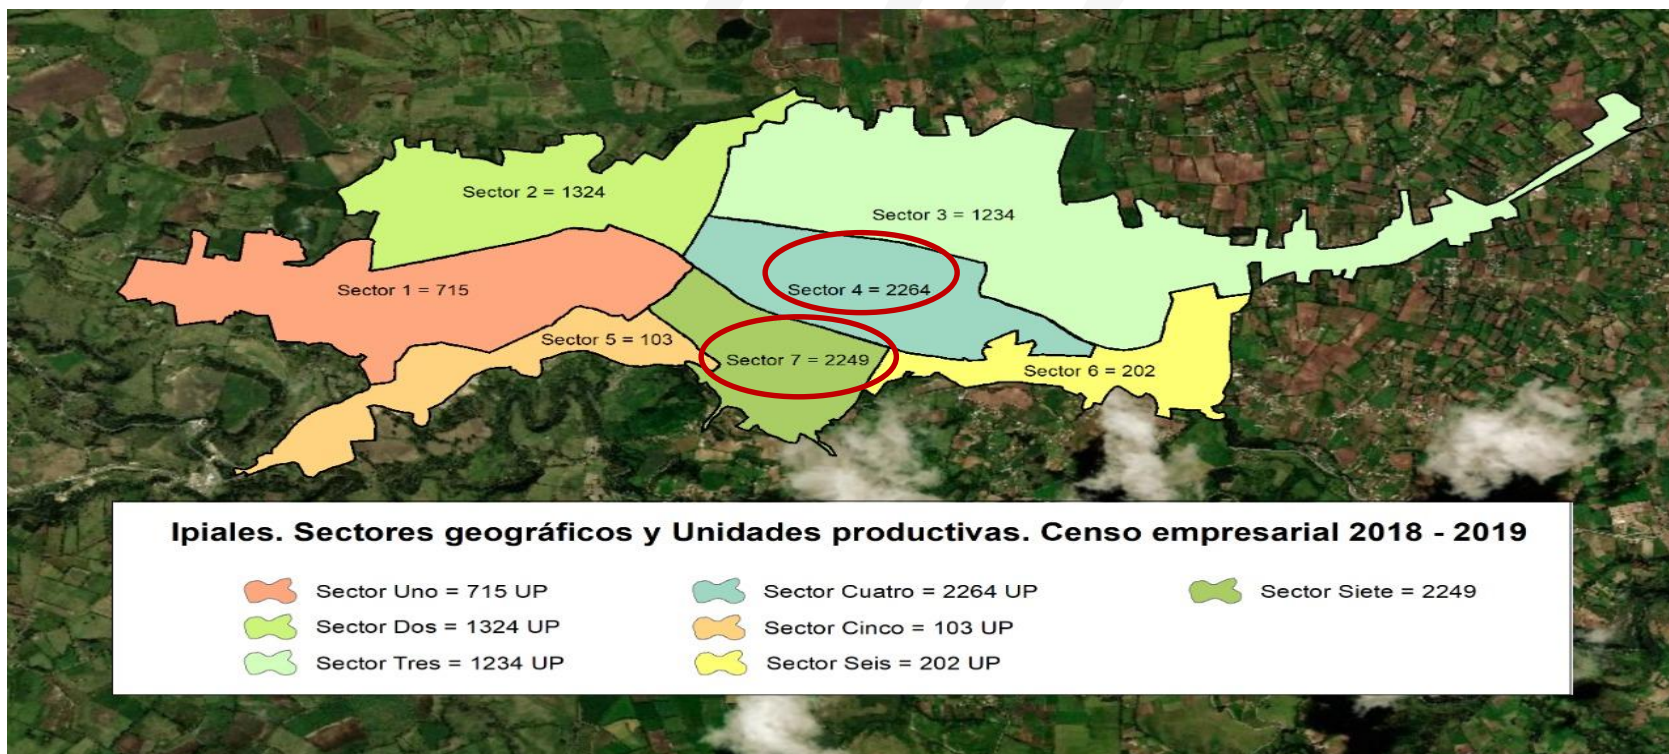 Sector 2 = 1324
Sector 3 = 1234
Sector 1 = 715
Sector 4 = 2264
Sector 5 = 103
Sector 7 = 2249
Sector 6 = 202
Ipiales. Sectores geográficos y Unidades productivas. Censo empresarial 2018 - 2019
Sector Uno = 715 UP
Sector Dos = 1324 UP
Sector Tres = 1234 UP
Sector Cuatro = 2264 UP
Sector Cinco = 103 UP
Sector Seis = 202 UP
Sector Siete = 2249